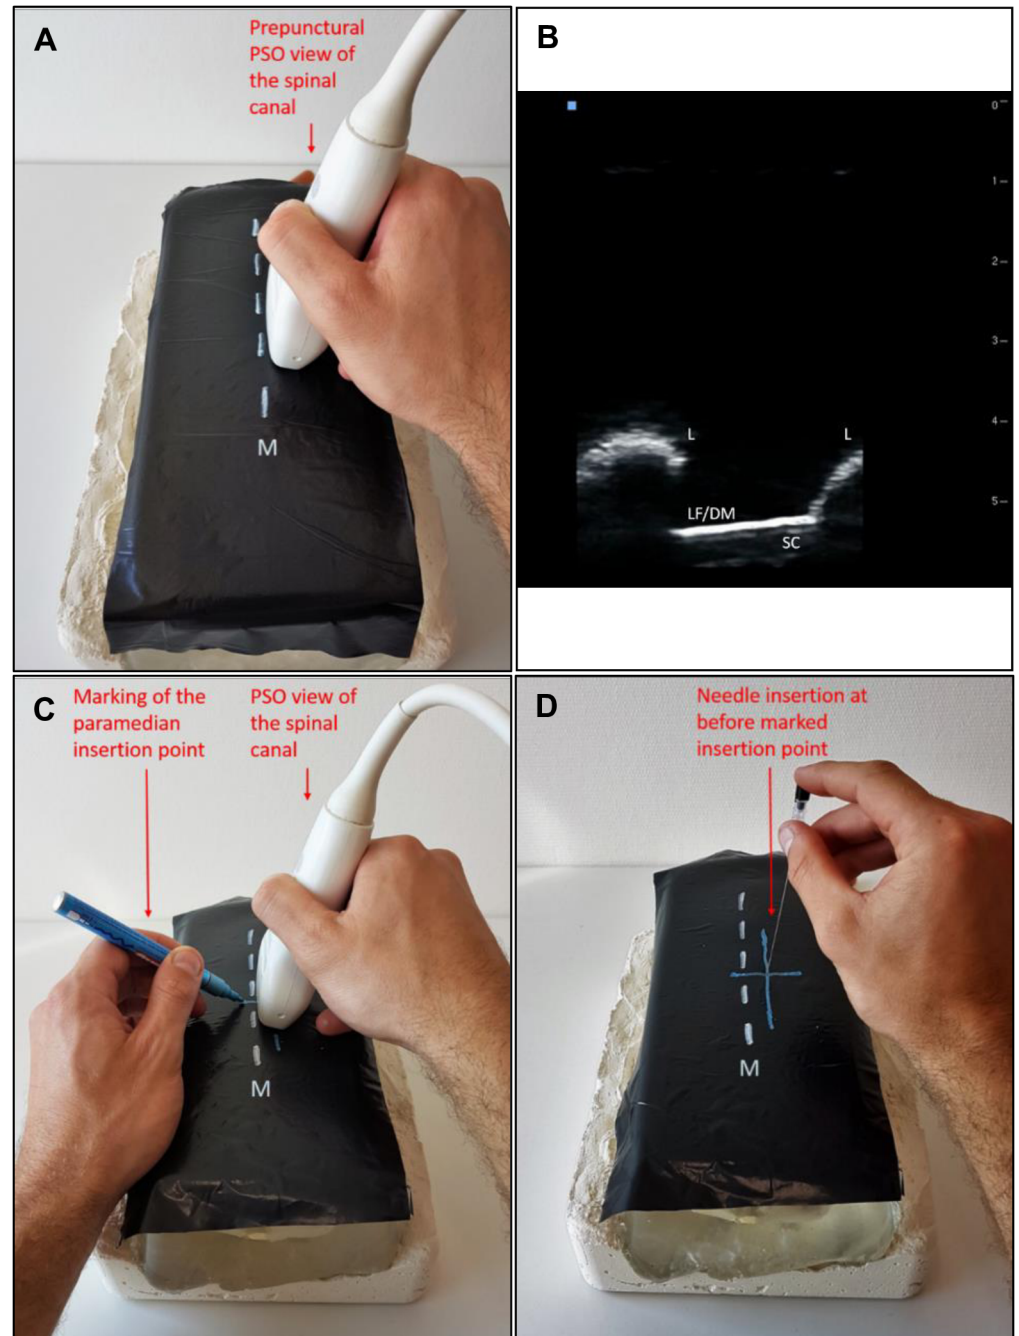 A
Prepunctural
PSO view of
the spinal
canal
M
B
0
1
2
3
4
5
L
L
LF/DM
SC
C
Marking of the
paramedian
insertion point
PSO view of
the spinal
canal
M
D
Needle insertion at
before marked
insertion point
M